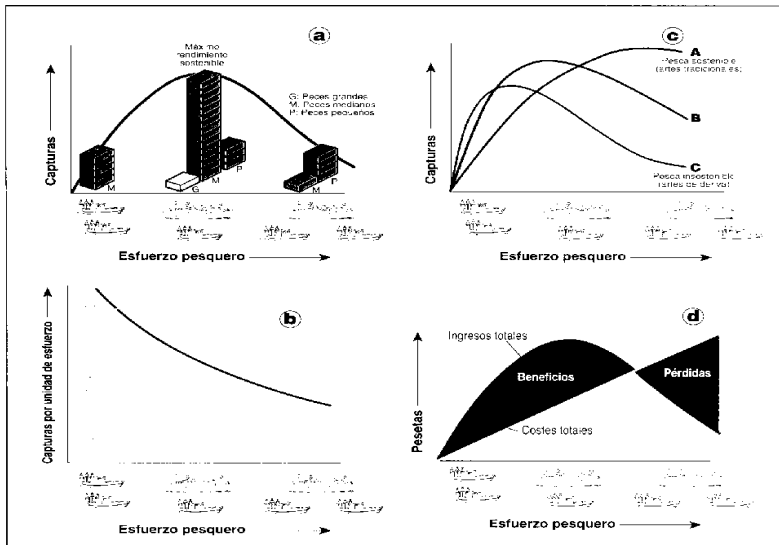 a
Máximo
rendimiento
sostenible
G: Peces grandes
M: Peces medianos
P: Peces pequeños
Capturas
M
G
M
P
M
P
Esfuerzo pesquero
c
A
Pesca sostenible
(artes tradicionales)
B
C
Pesca insostenible
(artes de deriva)
Capturas
Esfuerzo pesquero
b
Capturas por unidad de esfuerzo
Esfuerzo pesquero
d
Ingresos totales
Beneficios
Pérdidas
Costes totales
Pesetas
Esfuerzo pesquero